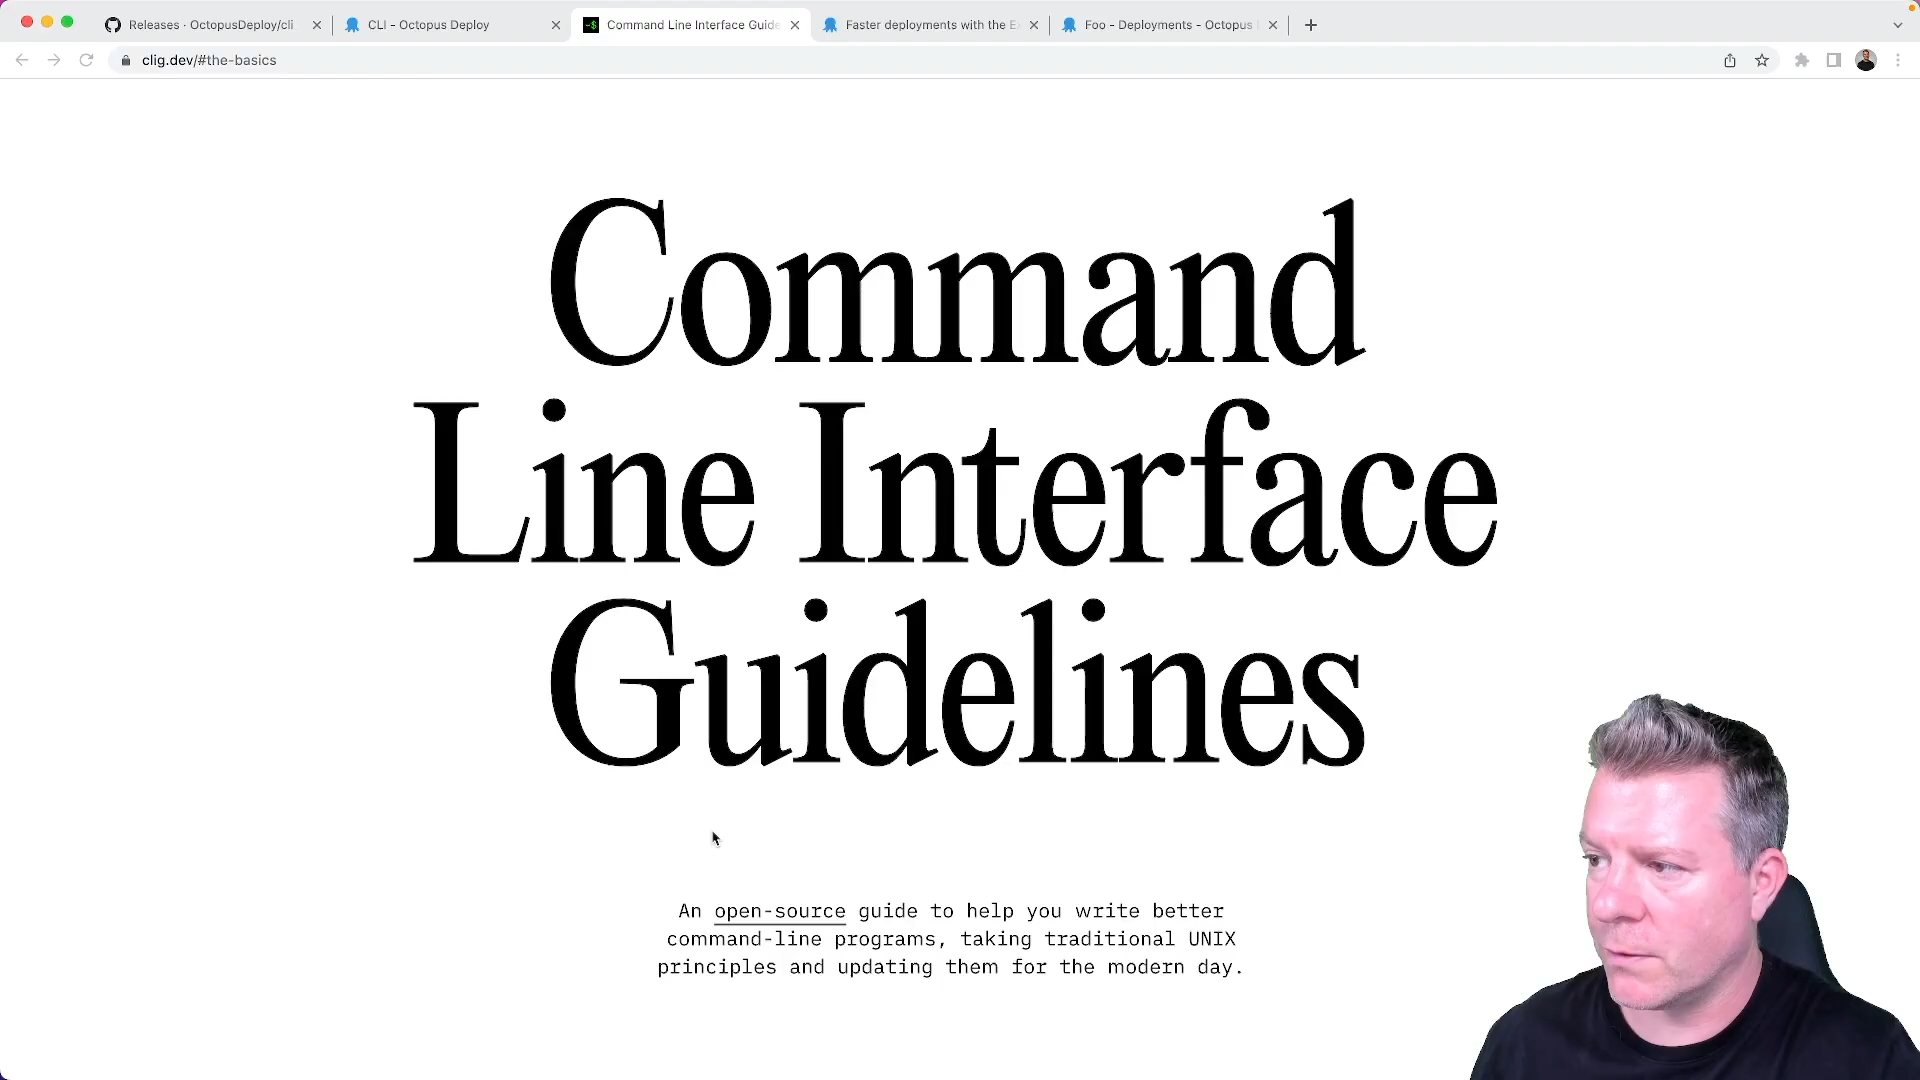 Releases · OctopusDeploy/cli
CLI - Octopus Deploy
Command Line Interface Guide
Faster deployments with the E
Foo - Deployments - Octopus
clig.dev/#the-basics
Command
Line Interface
Guidelines
An open-source guide to help you write better
command-line programs, taking traditional UNIX
principles and updating them for the modern day.